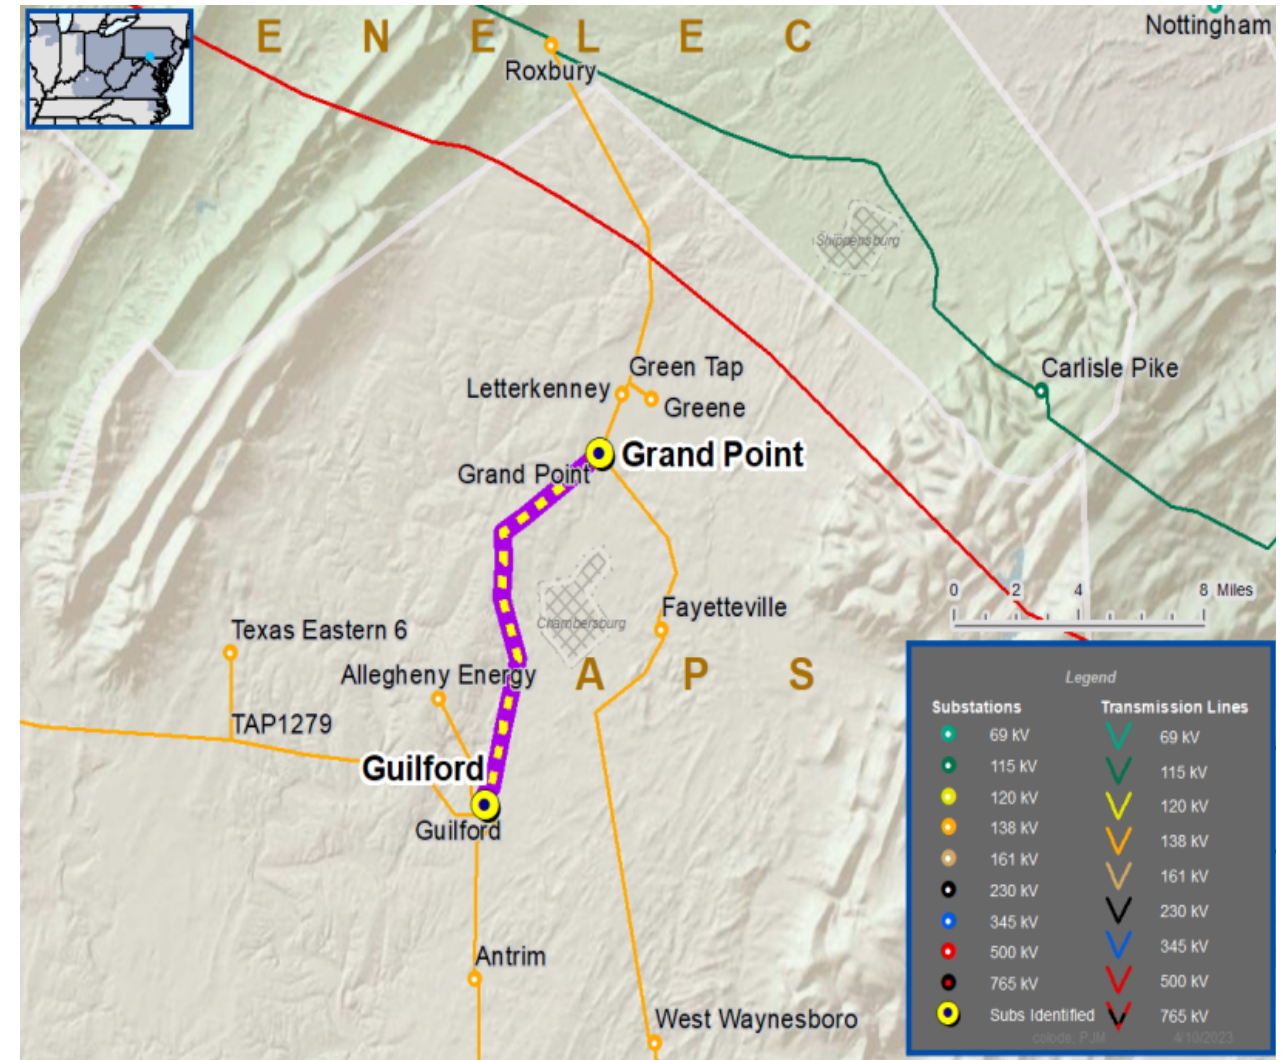 E N E L E C
Nottingham
Roxbury
Shippensburg
Green Tap
Carlisle Pike
Letterkenney
Greene
Grand Point
Grand Point
0 2 4 8 Miles
Fayetteville
Chambersburg
Texas Eastern 6
Allegheny Energy
A P S
TAP1279
Guilford
Guilford
Antrim
West Waynesboro
Legend
Substations Transmission Lines
69 kV 69 kV
115 kV 115 kV
120 kV 120 kV
138 kV 138 kV
161 kV 161 kV
230 kV 230 kV
345 kV 345 kV
500 kV 500 kV
765 kV 765 kV
Subs Identified
colode, PJM 4/10/2023